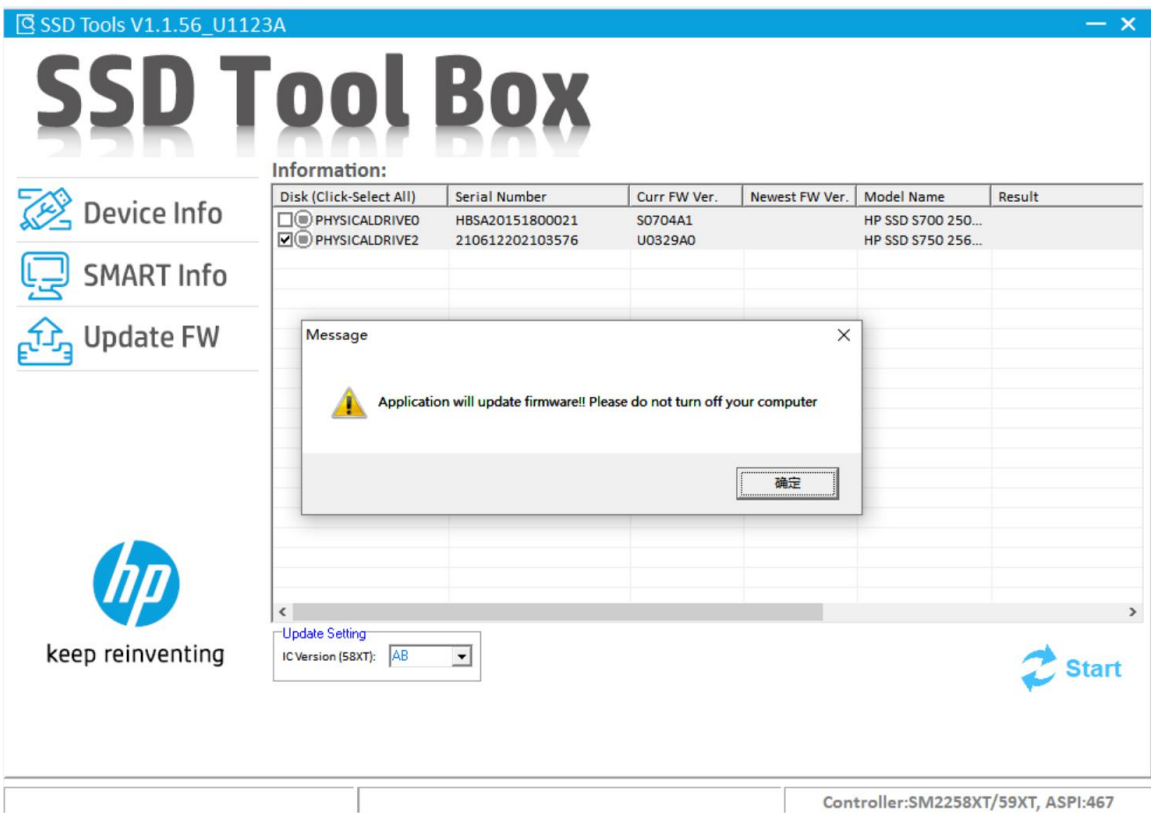 SSD Tools V1.1.56_U1123A
SSD Tool Box
Device Info
SMART Info
Update FW
Information:
Disk (Click-Select All) Serial Number Curr FW Ver. Newest FW Ver. Model Name Result
PHYSICALDRIVE0 HBSA20151800021 S0704A1 HP SSD S700 250...
PHYSICALDRIVE2 210612202103576 U0329A0 HP SSD S750 256...
Message
Application will update firmware!! Please do not turn off your computer
确定
hp
keep reinventing
Update Setting
IC Version (58XT): AB
Start
Controller:SM2258XT/59XT, ASPI:467